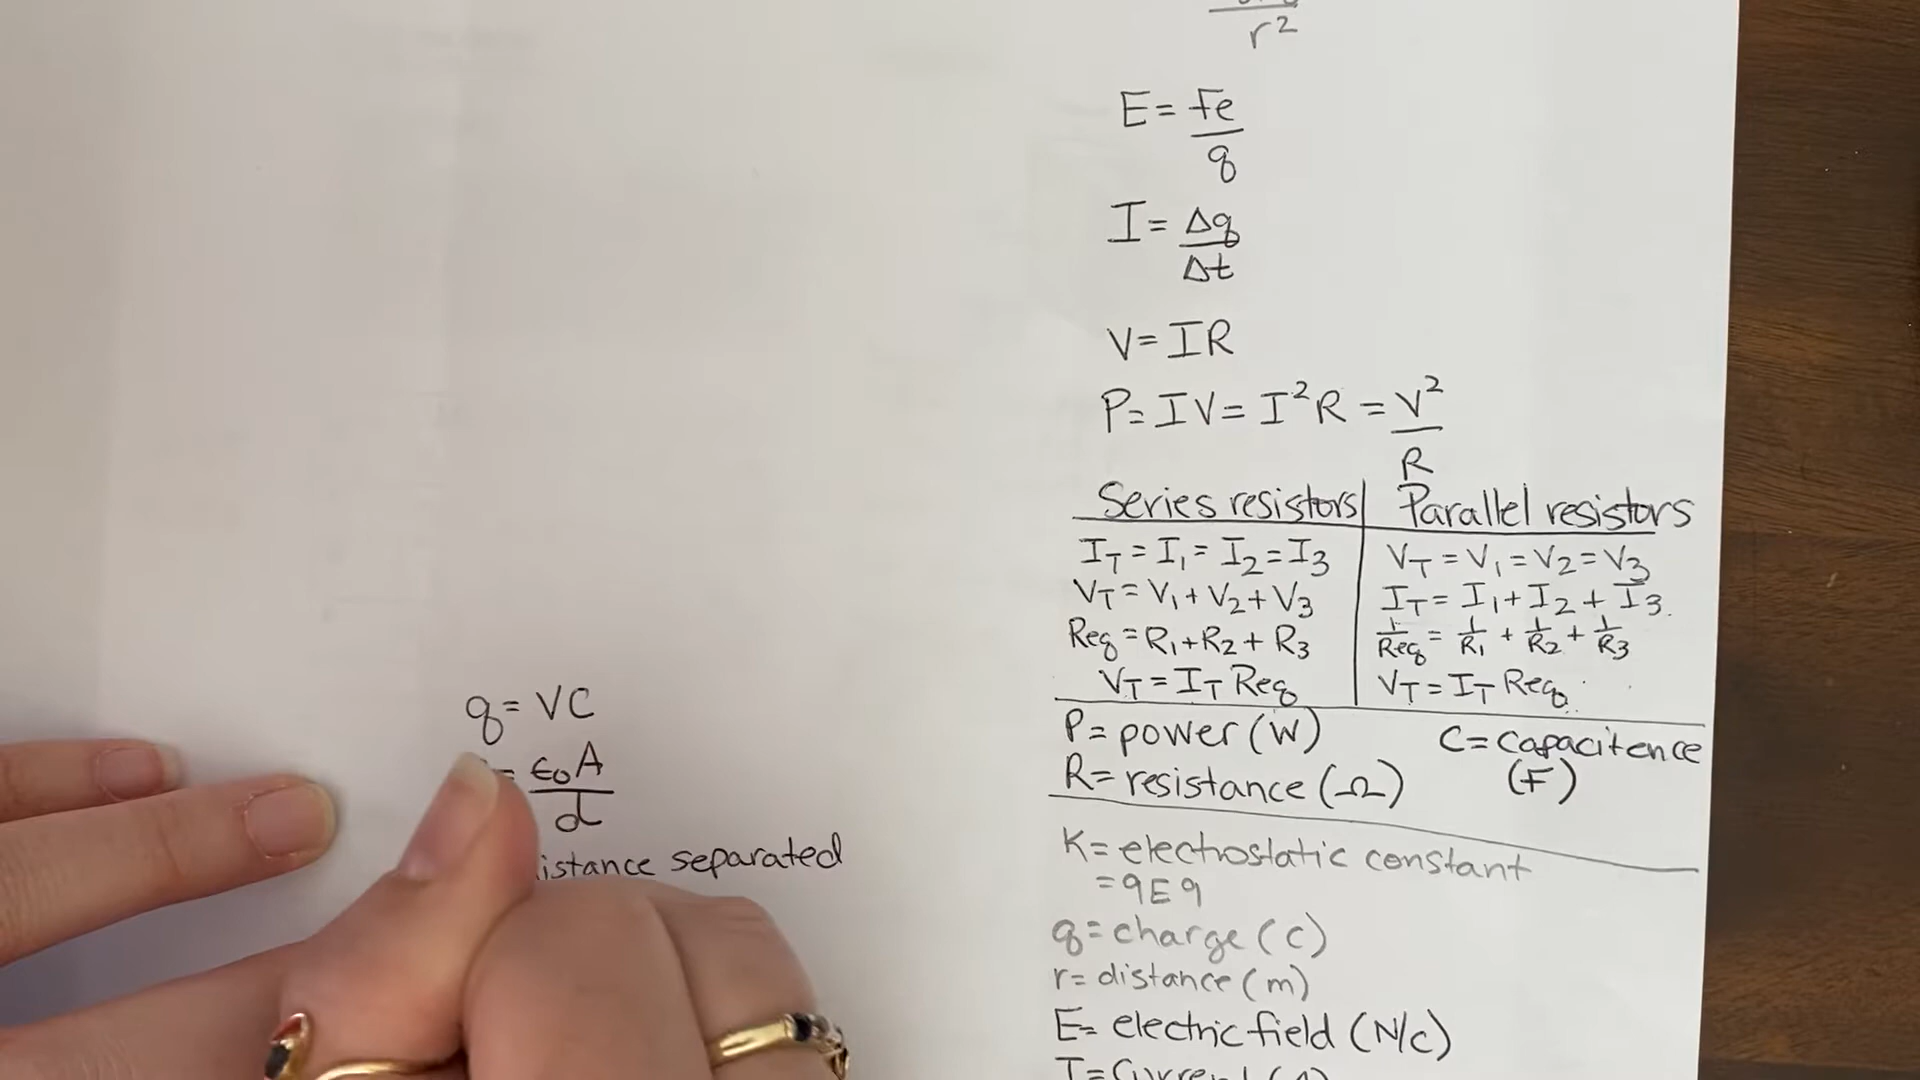 r²
E = Fe
q
I = Δq
Δt
V = IR
P = IV = I²R = V²
R
Series resistors
I_T = I₁ = I₂ = I₃
V_T = V₁ + V₂ + V₃
Req = R₁ + R₂ + R₃
V_T = I_T Req
Parallel resistors
V_T = V₁ = V₂ = V₃
I_T = I₁ + I₂ + I₃
1/Req = 1/R₁ + 1/R₂ + 1/R₃
V_T = I_T Req
P = power (W)
R = resistance (Ω)
C = Capacitence
(F)
K = electrostatic constant
= 9E9
q = charge (C)
r = distance (m)
E = electric field (N/C)
I = Current (A)
q = VC
= ε₀A
d
istance separated